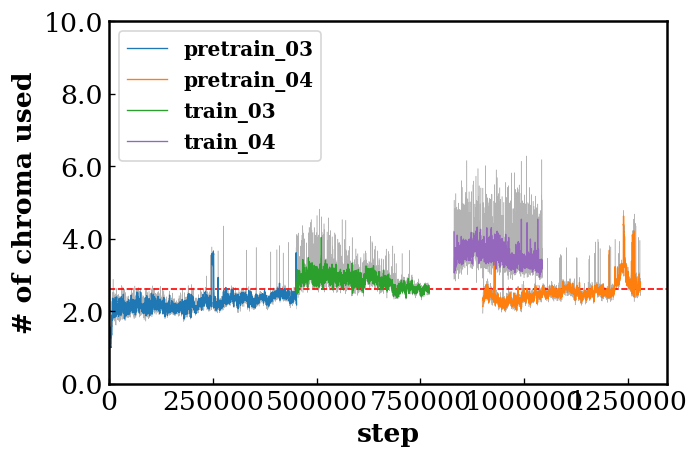 10.0
8.0
6.0
4.0
2.0
0.0
# of chroma used
pretrain_03
pretrain_04
train_03
train_04
0 250000 500000 750000 1000000 1250000
step